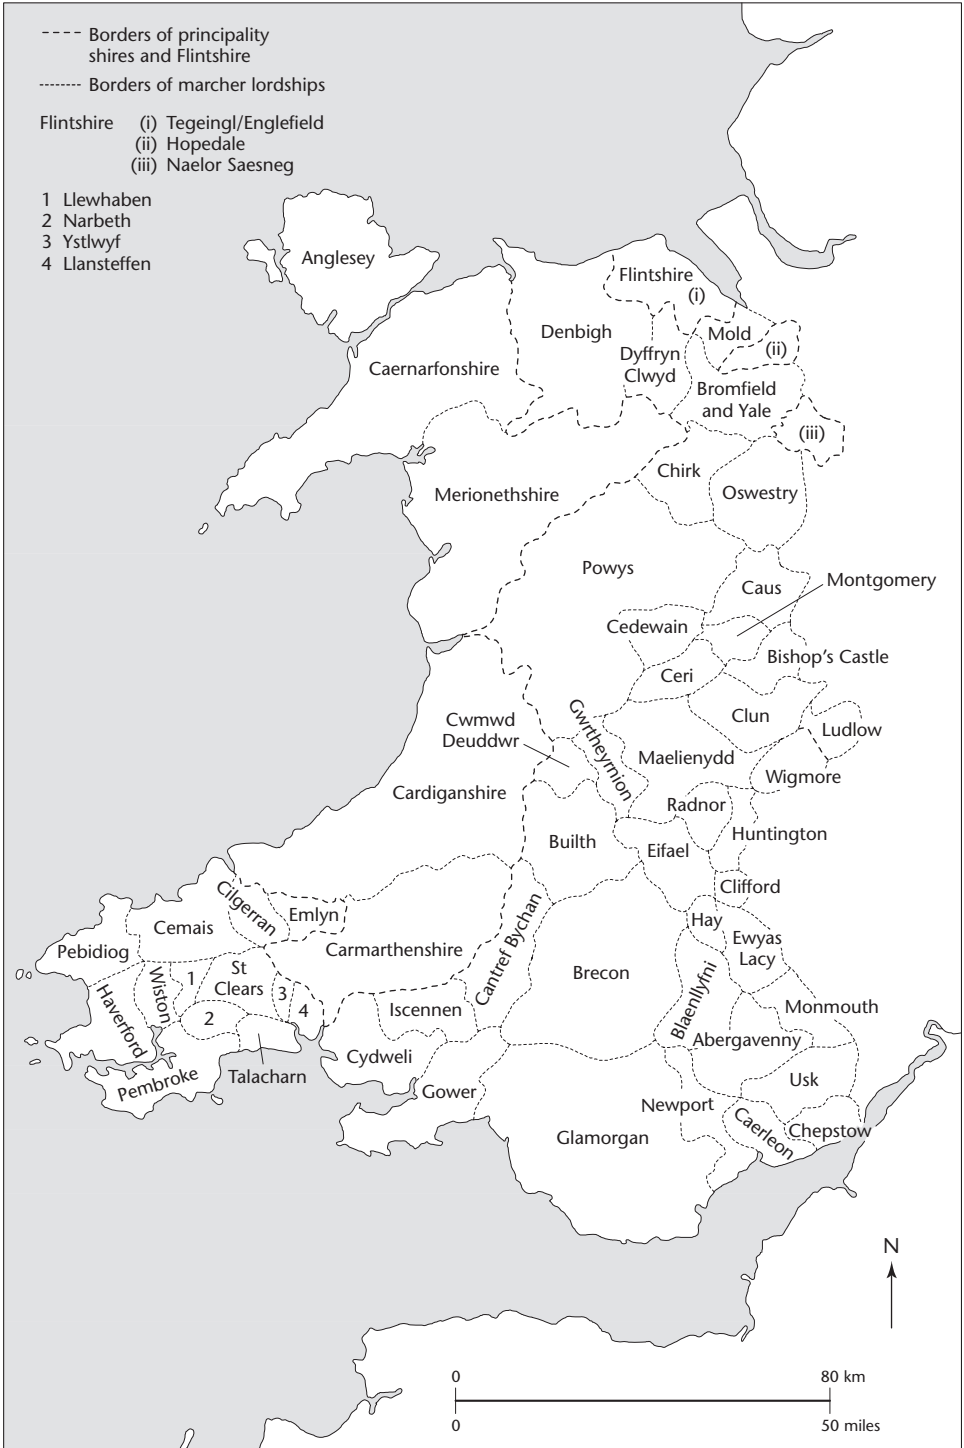 Borders of principality
shires and Flintshire
Borders of marcher lordships
Flintshire (i) Tegeingl/Englefield
(ii) Hopedale
(iii) Naelor Saesneg
1 Llewhaben
2 Narbeth
3 Ystlwyf
4 Llansteffen
Anglesey
Flintshire
(i)
Denbigh
Mold
(ii)
Dyffryn
Clwyd
Caernarfonshire
Bromfield
and Yale
(iii)
Chirk
Merionethshire
Oswestry
Powys
Caus
Montgomery
Cedewain
Bishop's Castle
Ceri
Clun
Cwmwd
Deuddwr
Gwrtheyrnion
Ludlow
Maelienydd
Wigmore
Cardiganshire
Radnor
Huntington
Builth
Eifael
Clifford
Cilgerran
Emlyn
Hay
Cemais
Carmarthenshire
Cantref Bychan
Ewyas
Lacy
Pebidiog
Wiston
1
St
Clears
3
4
Brecon
Blaenllyfni
Haverford
2
Iscennen
Monmouth
Abergavenny
Cydweli
Talacharn
Pembroke
Usk
Gower
Newport
Caerleon
Chepstow
Glamorgan
N
0 80 km
0 50 miles